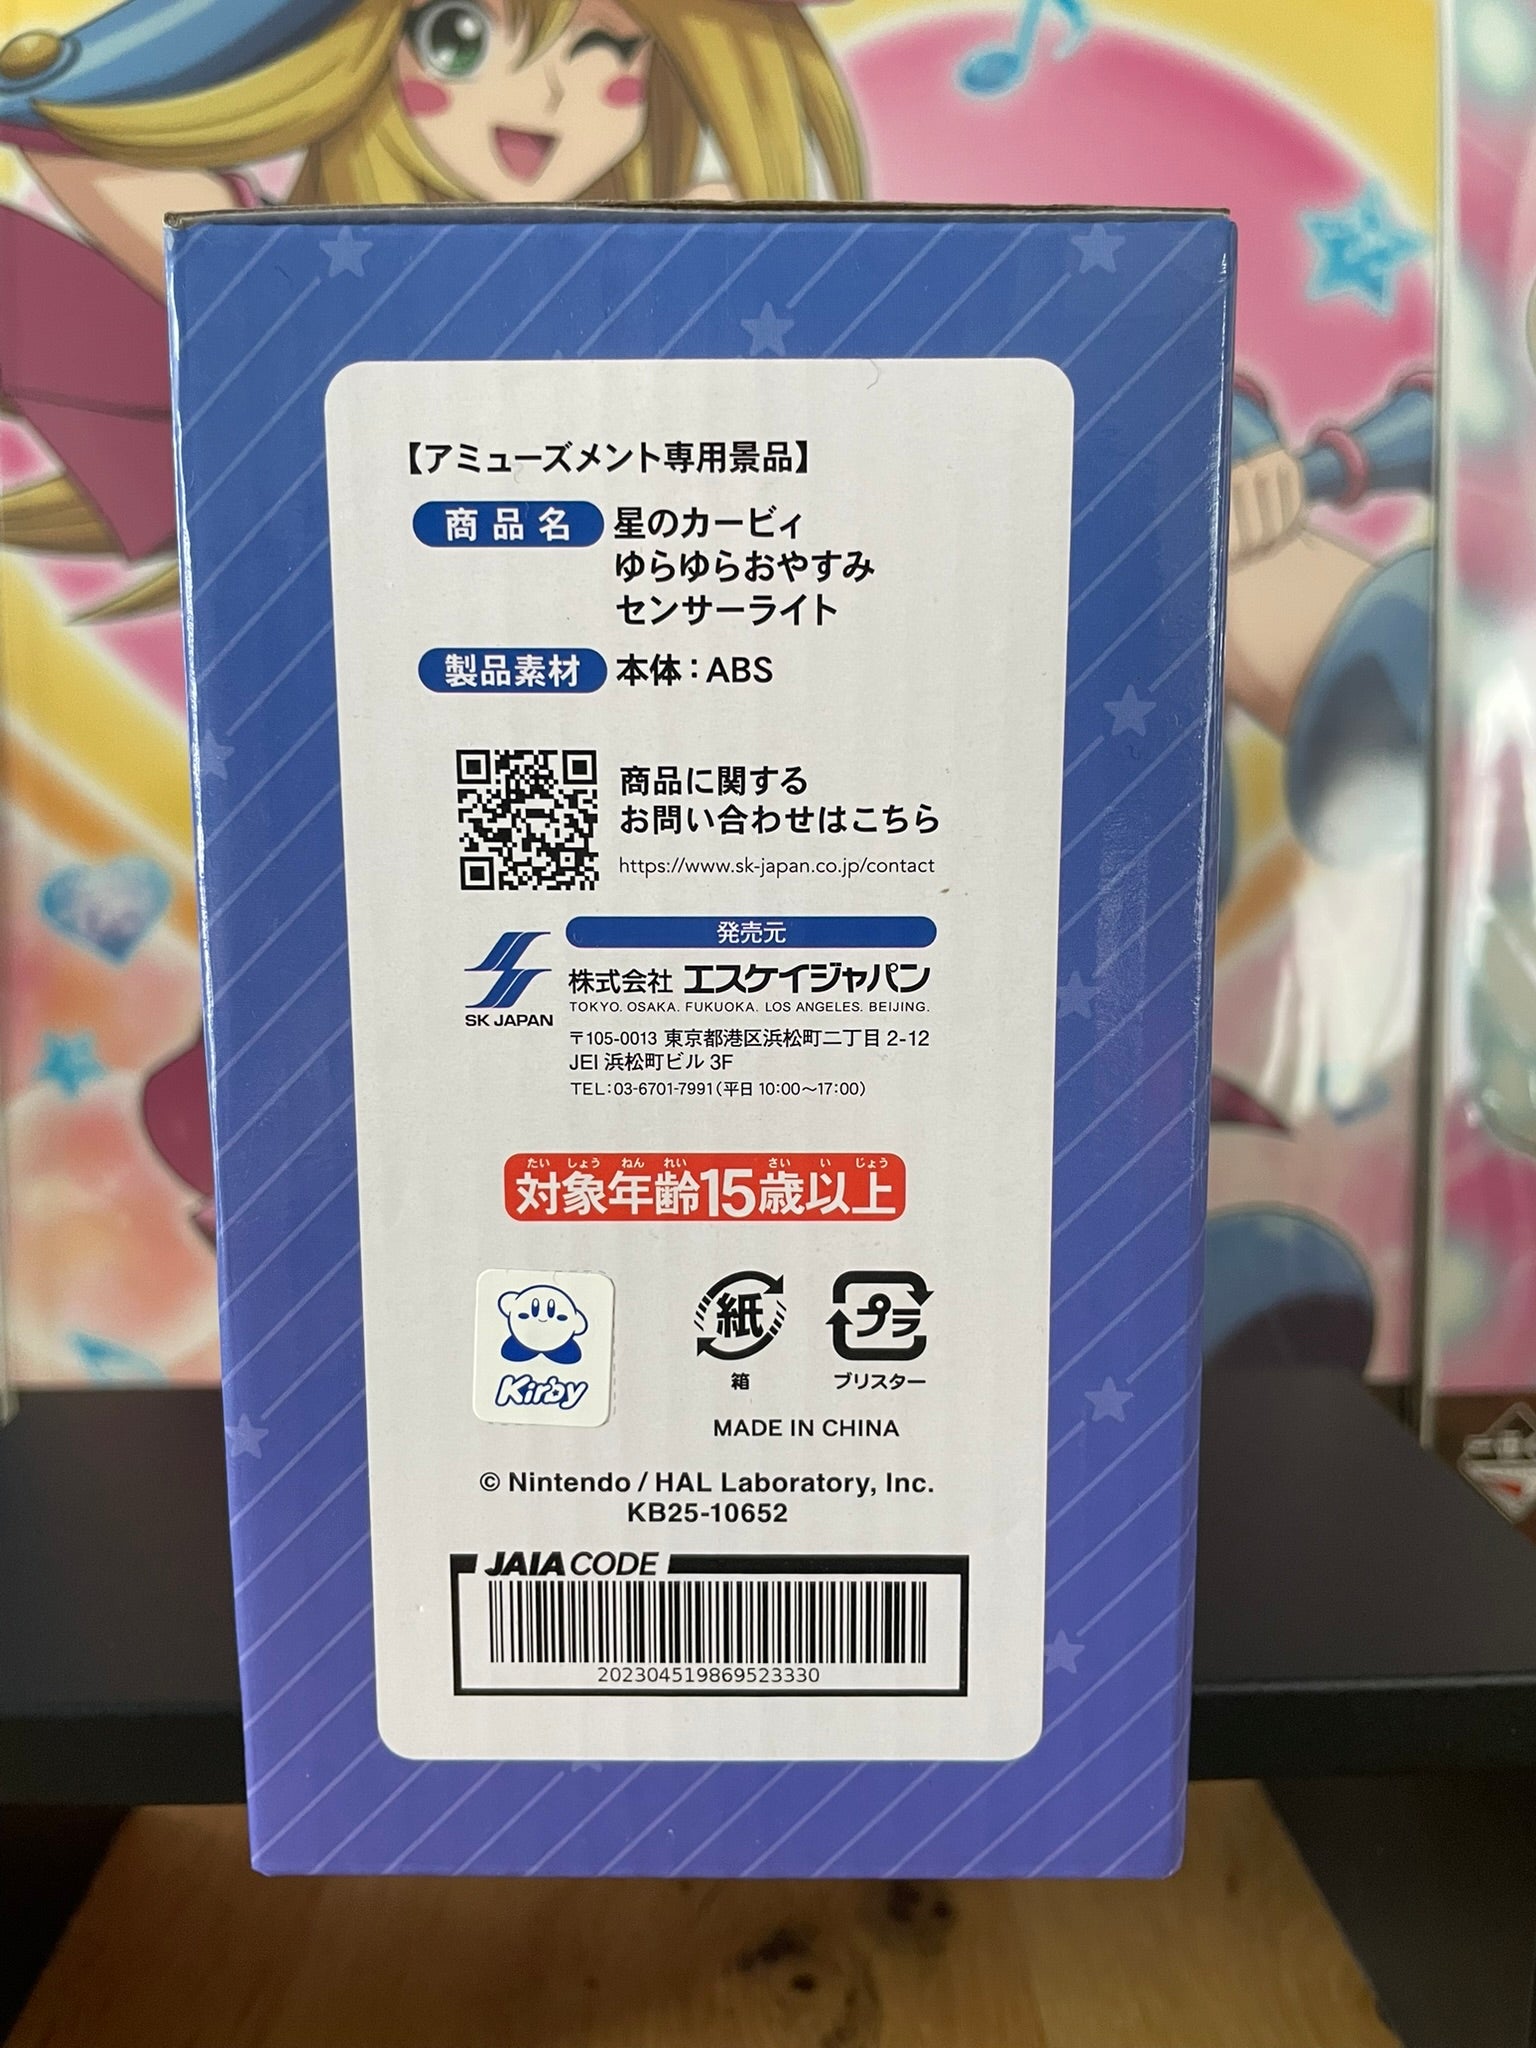 【アミューズメント専用景品】
商品名 星のカービィ
ゆらゆらおやすみ
センサーライト
製品素材 本体：ABS
商品に関する
お問い合わせはこちら
https://www.sk-japan.co.jp/contact
発売元
株式会社 エスケイジャパン
TOKYO. OSAKA. FUKUOKA. LOS ANGELES. BEIJING.
SK JAPAN
〒105-0013 東京都港区浜松町二丁目 2-12
JEI 浜松町ビル 3F
TEL：03-6701-7991（平日 10:00〜17:00）
たい しょう ねん れい さい い じょう
対象年齢15歳以上
Kirby
紙
箱
プラ
ブリスター
MADE IN CHINA
© Nintendo / HAL Laboratory, Inc.
KB25-10652
JAIA CODE
202304519869523330